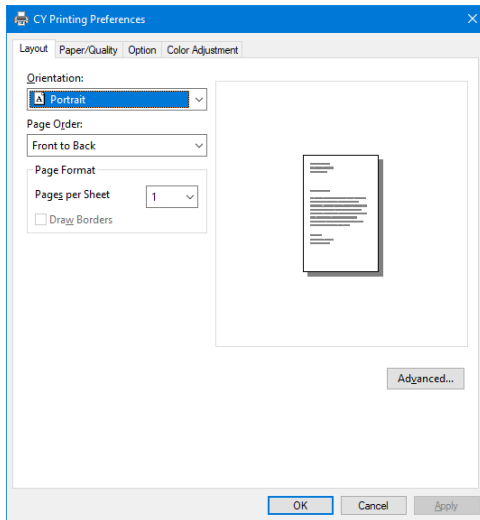 CY Printing Preferences
Layout Paper/Quality Option Color Adjustment
Orientation:
A Portrait
Page Order:
Front to Back
Page Format
Pages per Sheet 1
Draw Borders
Advanced...
OK Cancel Apply